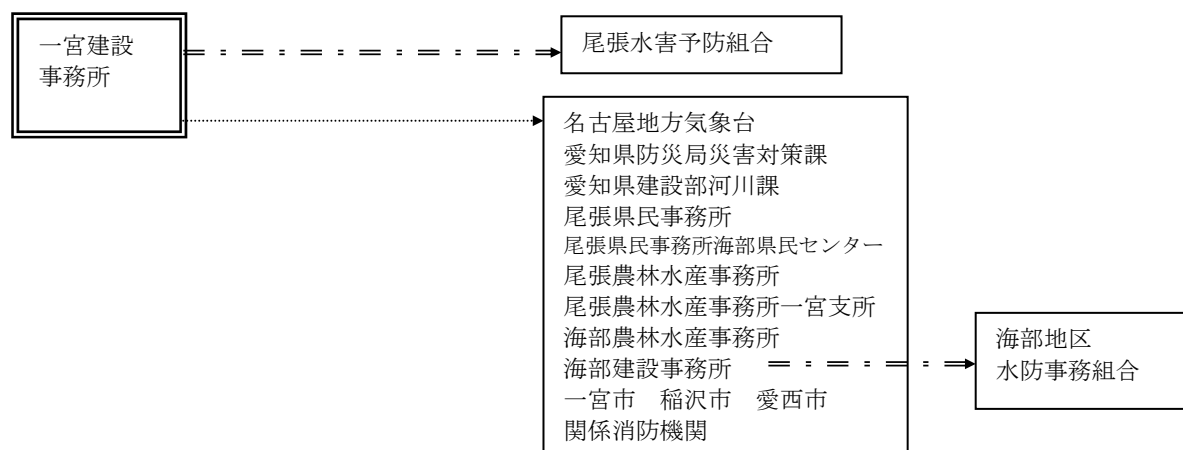 一宮建設
事務所
尾張水害予防組合
名古屋地方気象台
愛知県防災局災害対策課
愛知県建設部河川課
尾張県民事務所
尾張県民事務所海部県民センター
尾張農林水産事務所
尾張農林水産事務所一宮支所
海部農林水産事務所
海部建設事務所
一宮市　稲沢市　愛西市
関係消防機関
海部地区
水防事務組合